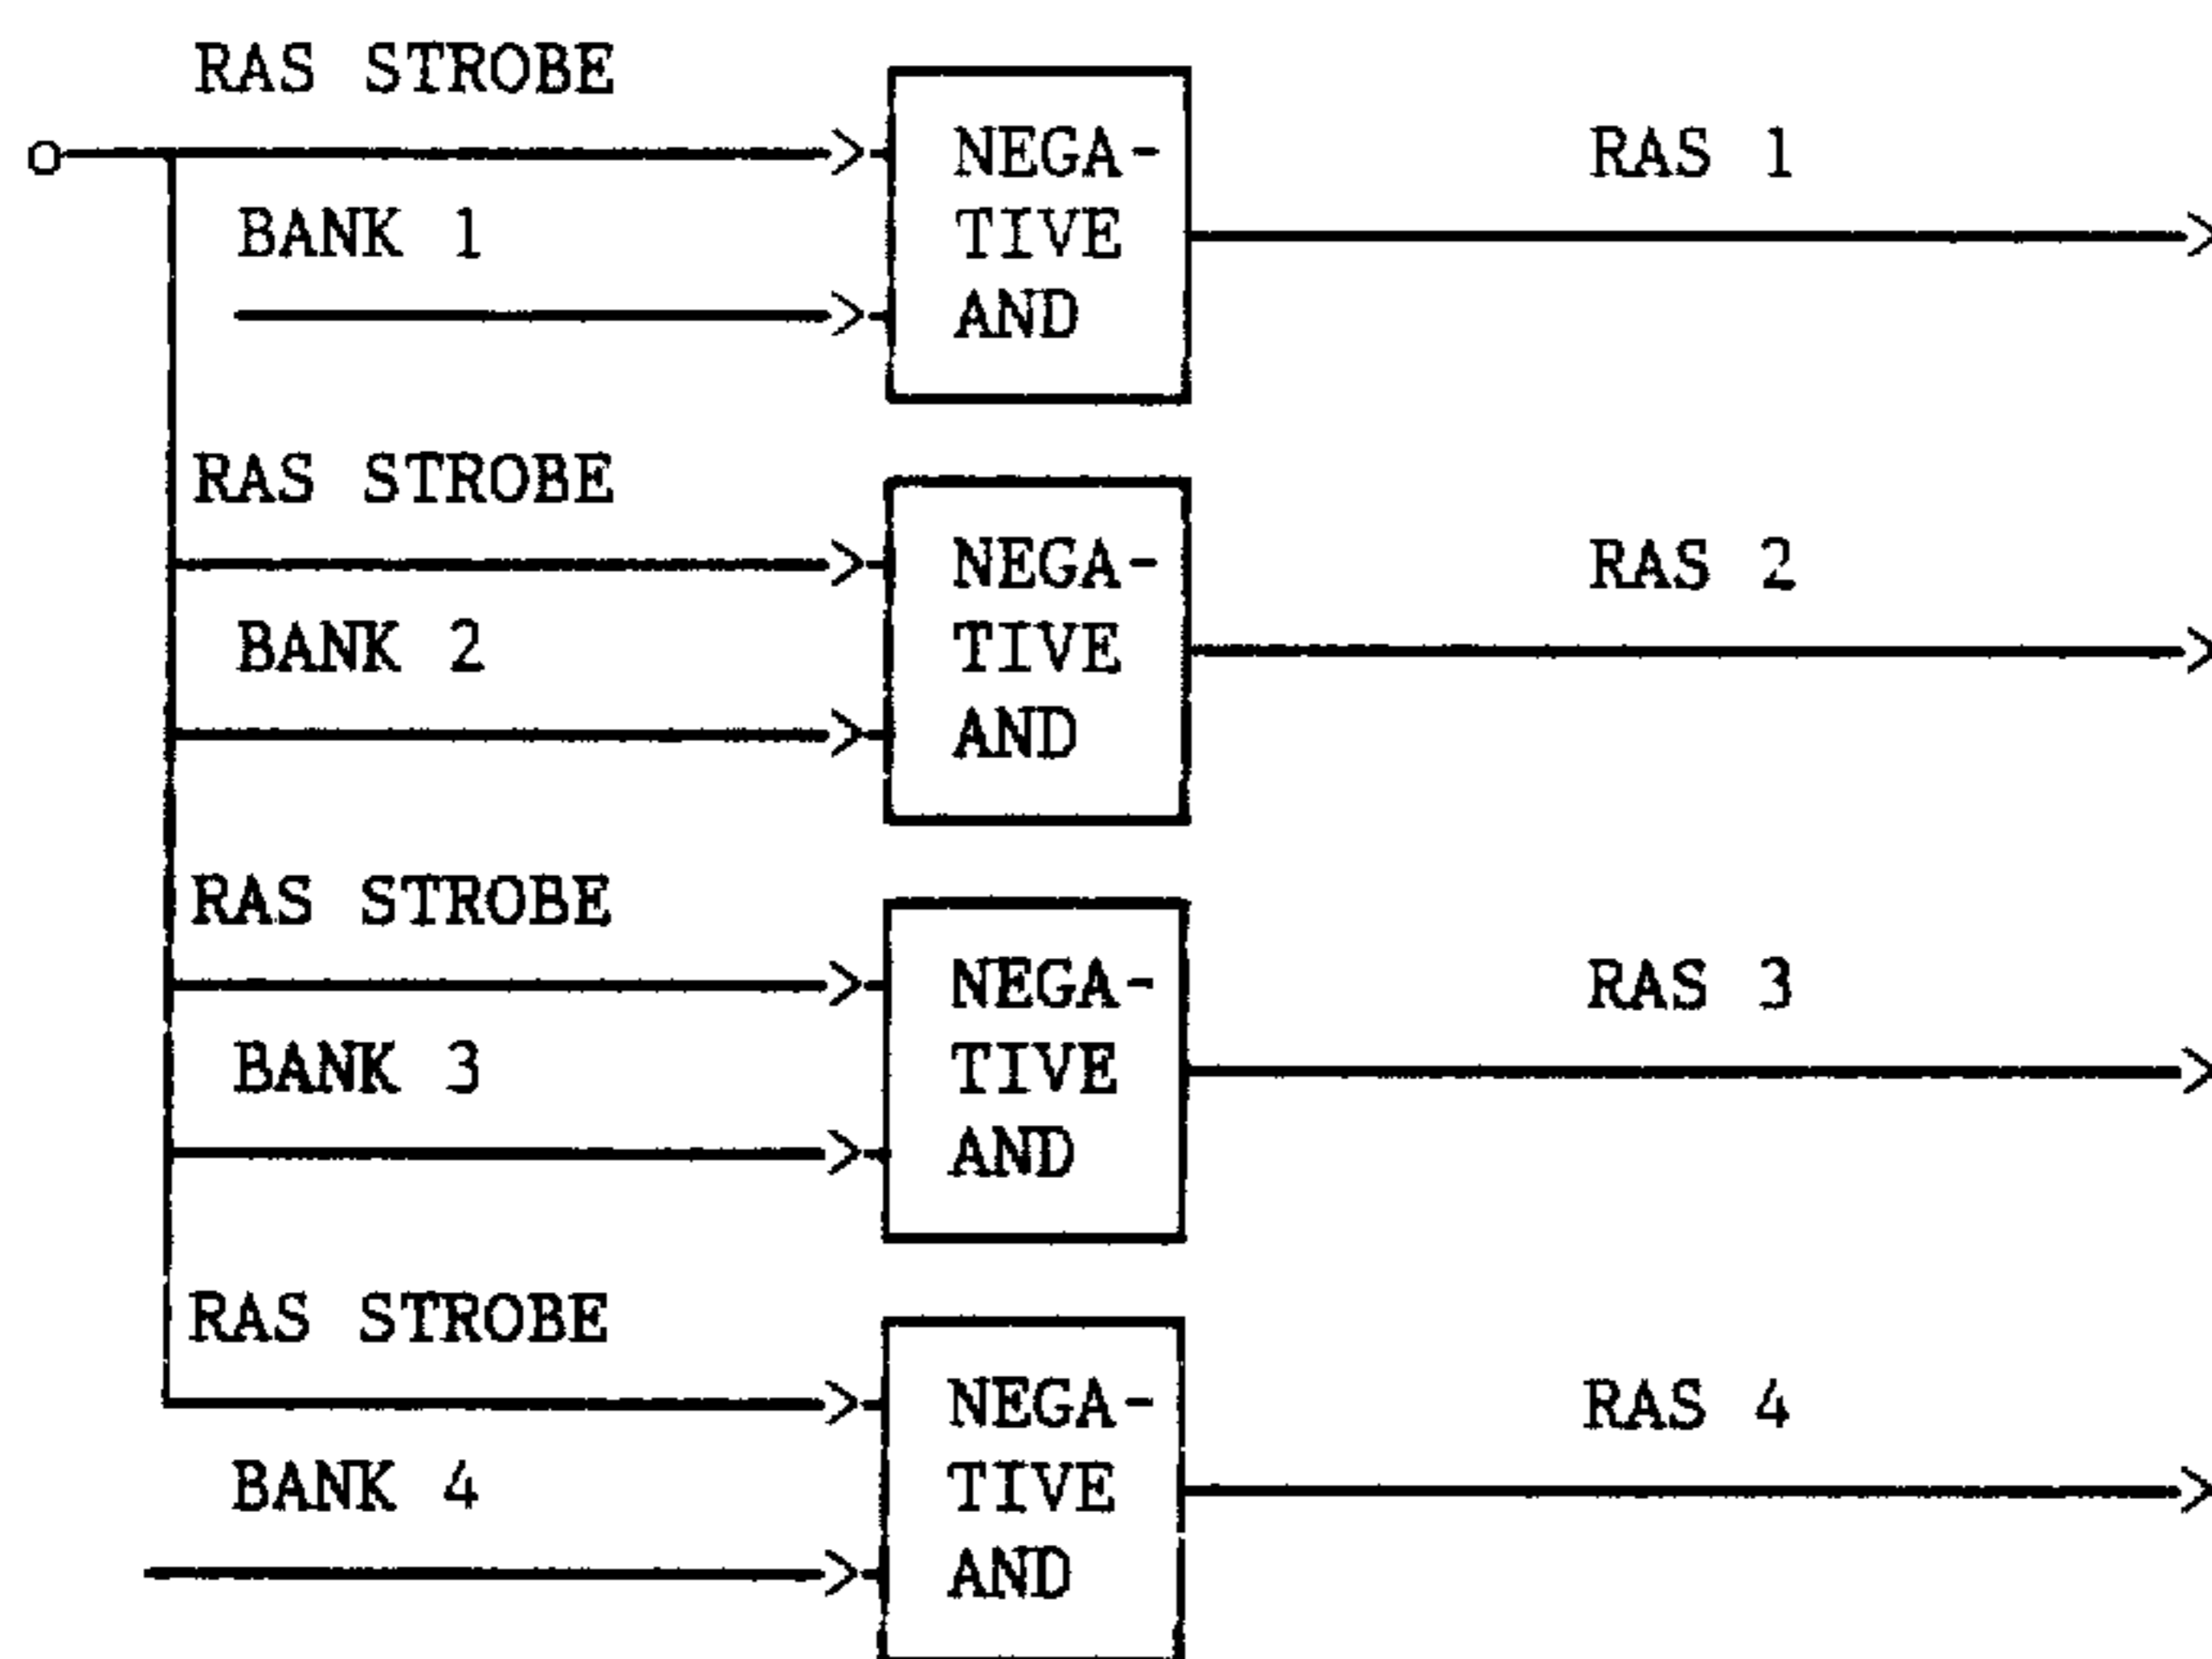 RAS STROBE
BANK 1
NEGA-
TIVE
AND
RAS 1
RAS STROBE
BANK 2
NEGA-
TIVE
AND
RAS 2
RAS STROBE
BANK 3
NEGA-
TIVE
AND
RAS 3
RAS STROBE
BANK 4
NEGA-
TIVE
AND
RAS 4